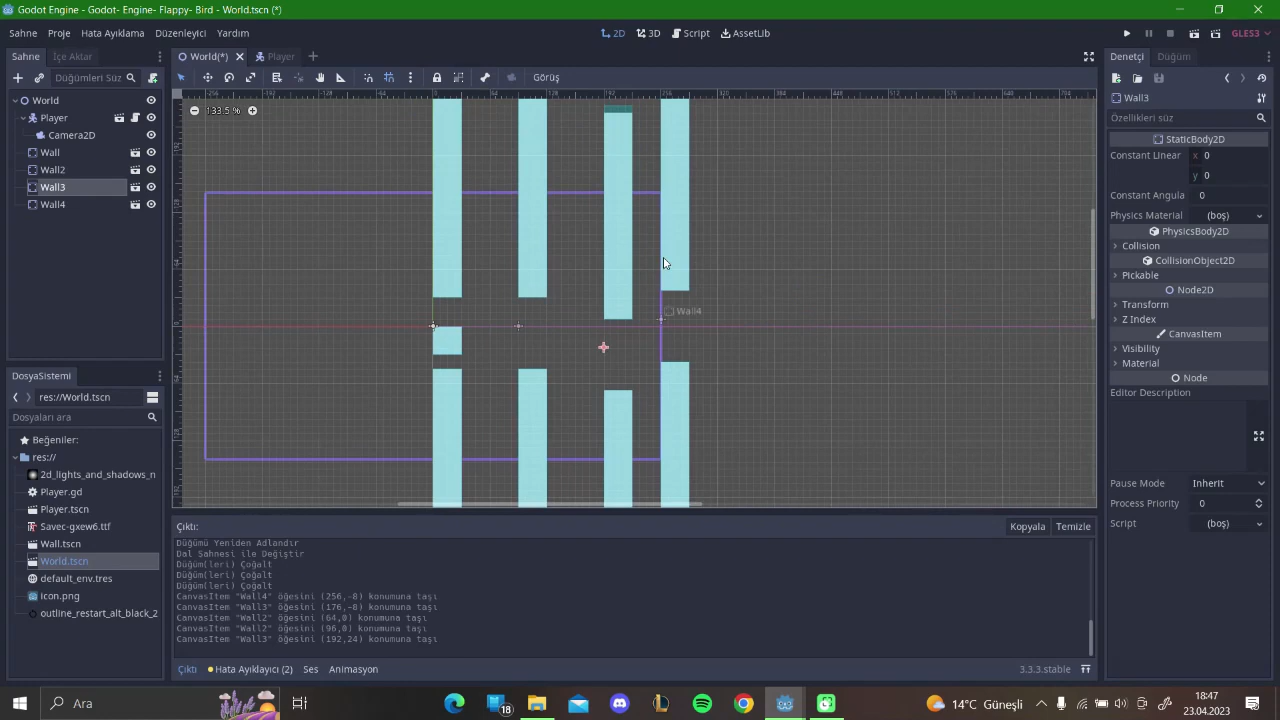 Godot Engine - Godot- Engine- Flappy- Bird - World.tscn (*)
Sahne Proje Hata Ayıklama Düzenleyici Yardım
2D 3D Script AssetLib
GLES3
Sahne İçe Aktar
Düğümleri Süz
World
Player
Camera2D
Wall
Wall2
Wall3
Wall4
DosyaSistemi
res://World.tscn
Dosyaları ara
Beğeniler:
res://
2d_lights_and_shadows_n
Player.gd
Player.tscn
Savec-gxew6.ttf
Wall.tscn
World.tscn
default_env.tres
icon.png
outline_restart_alt_black_2
World(*) Player
Görüş
133.5 %
Wall4
Çıktı:
Kopyala Temizle
Düğümü Yeniden Adlandır
Dal Sahnesi ile Değiştir
Düğüm(leri) Çoğalt
Düğüm(leri) Çoğalt
Düğüm(leri) Çoğalt
CanvasItem "Wall4" öğesini (256,-8) konumuna taşı
CanvasItem "Wall3" öğesini (176,-8) konumuna taşı
CanvasItem "Wall2" öğesini (64,0) konumuna taşı
CanvasItem "Wall2" öğesini (96,0) konumuna taşı
CanvasItem "Wall3" öğesini (192,24) konumuna taşı
Çıktı Hata Ayıklayıcı (2) Ses Animasyon
3.3.3.stable
Denetçi Düğüm
Wall3
Özellikleri süz
StaticBody2D
Constant Linear x 0
y 0
Constant Angula 0
Physics Material (boş)
PhysicsBody2D
Collision
CollisionObject2D
Pickable
Node2D
Transform
Z Index
CanvasItem
Visibility
Material
Node
Editor Description
Pause Mode Inherit
Process Priority 0
Script (boş)
Ara
18
14°C Güneşli
18:47
23.04.2023